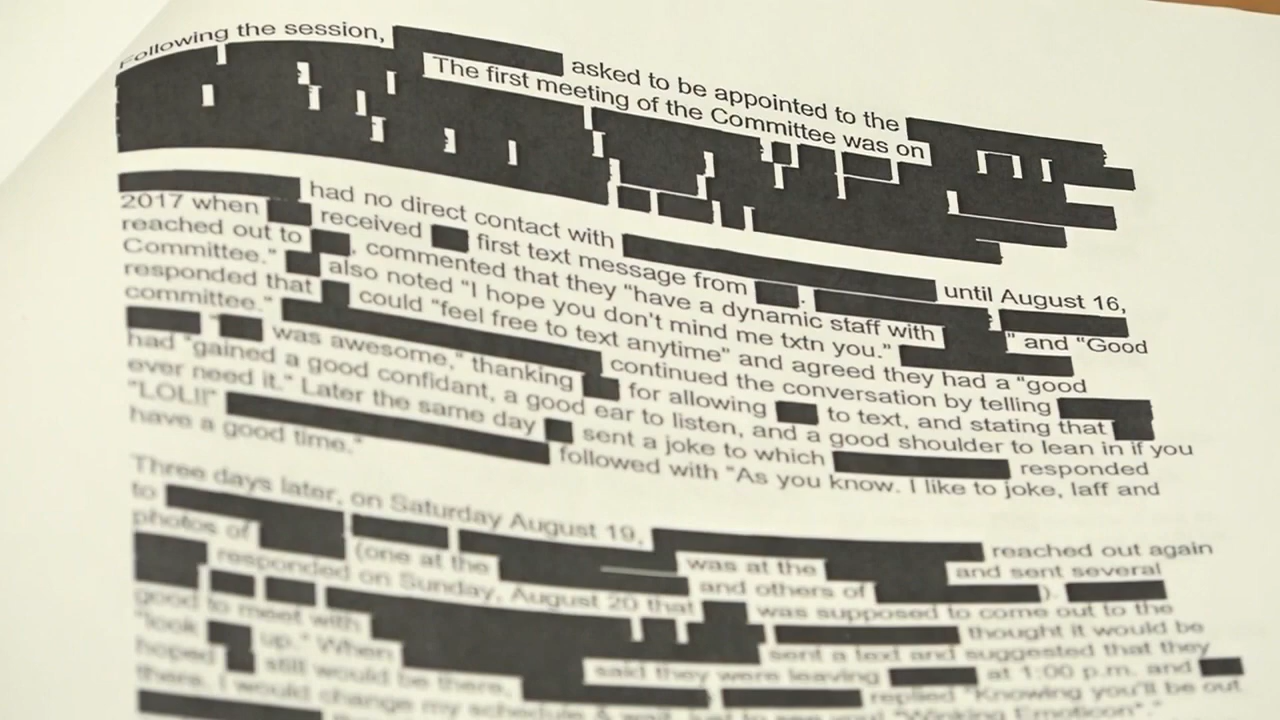 Following the session, asked to be appointed to the
The first meeting of the Committee was on
had no direct contact with until August 16,
2017 when received first text message from .
reached out to , commented that they "have a dynamic staff with " and "Good
Committee." also noted "I hope you don't mind me txtn you."
responded that could "feel free to text anytime" and agreed they had a "good
committee." continued the conversation by telling
" was awesome," thanking for allowing to text, and stating that
had "gained a good confidant, a good ear to listen, and a good shoulder to lean in if you
ever need it." Later the same day sent a joke to which responded
"LOL!!" followed with "As you know. I like to joke, laff and
have a good time."
Three days later, on Saturday August 19, reached out again
to was at the and sent several
photos of (one at the and others of ).
responded on Sunday, August 20 that was supposed to come out to the
thought it would be
good to meet with sent a text and suggested that they
"look up." When said they were leaving at 1:00 p.m. and
hoped still would be there, replied "Knowing you'll be out
there, I would change my schedule & wait, just to see you! *Winking Emoticon*."